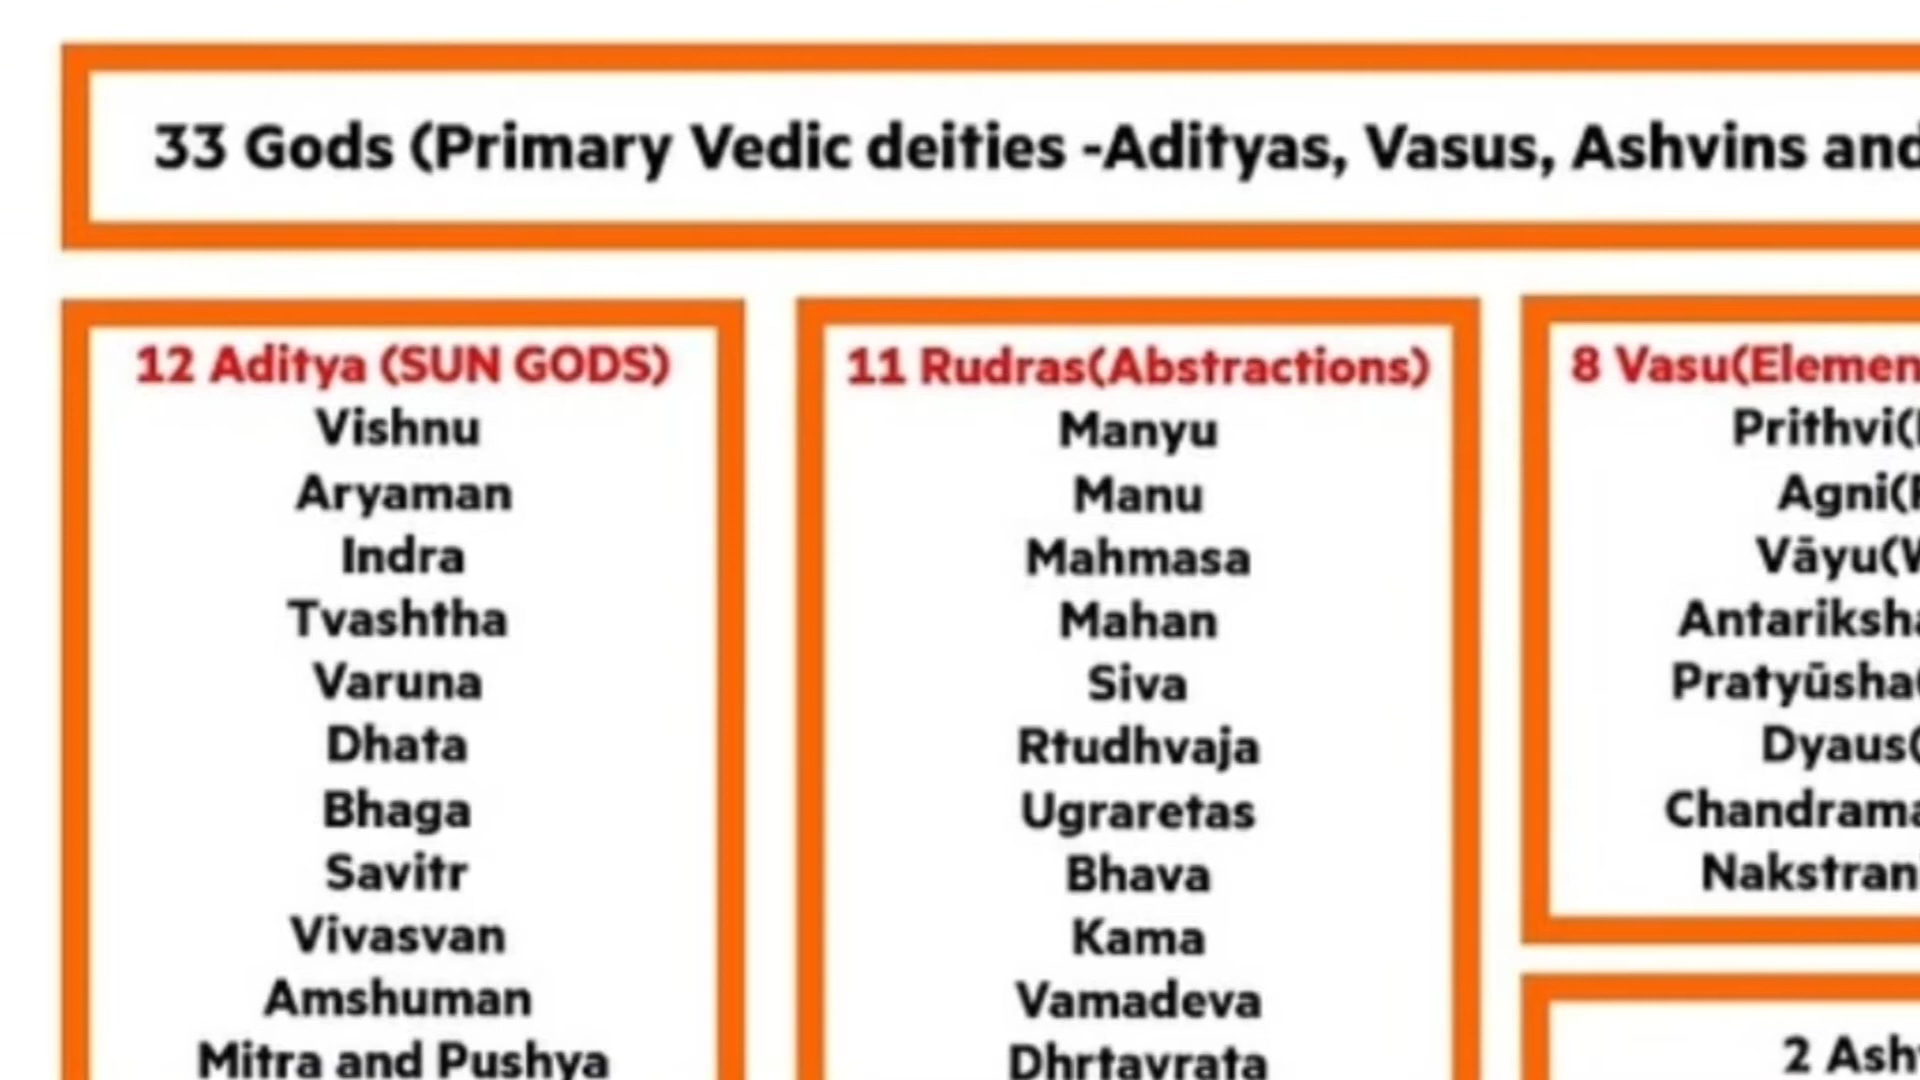 33 Gods (Primary Vedic deities -Adityas, Vasus, Ashvins and
12 Aditya (SUN GODS)
Vishnu
Aryaman
Indra
Tvashtha
Varuna
Dhata
Bhaga
Savitr
Vivasvan
Amshuman
Mitra and Pushya
11 Rudras(Abstractions)
Manyu
Manu
Mahmasa
Mahan
Siva
Rtudhvaja
Ugraretas
Bhava
Kama
Vamadeva
Dhrtavrata
8 Vasu(Elemen
Prithvi(
Agni(
Vāyu(
Antariksha
Pratyūsha(
Dyaus(
Chandrama
Nakstran
2 Ash